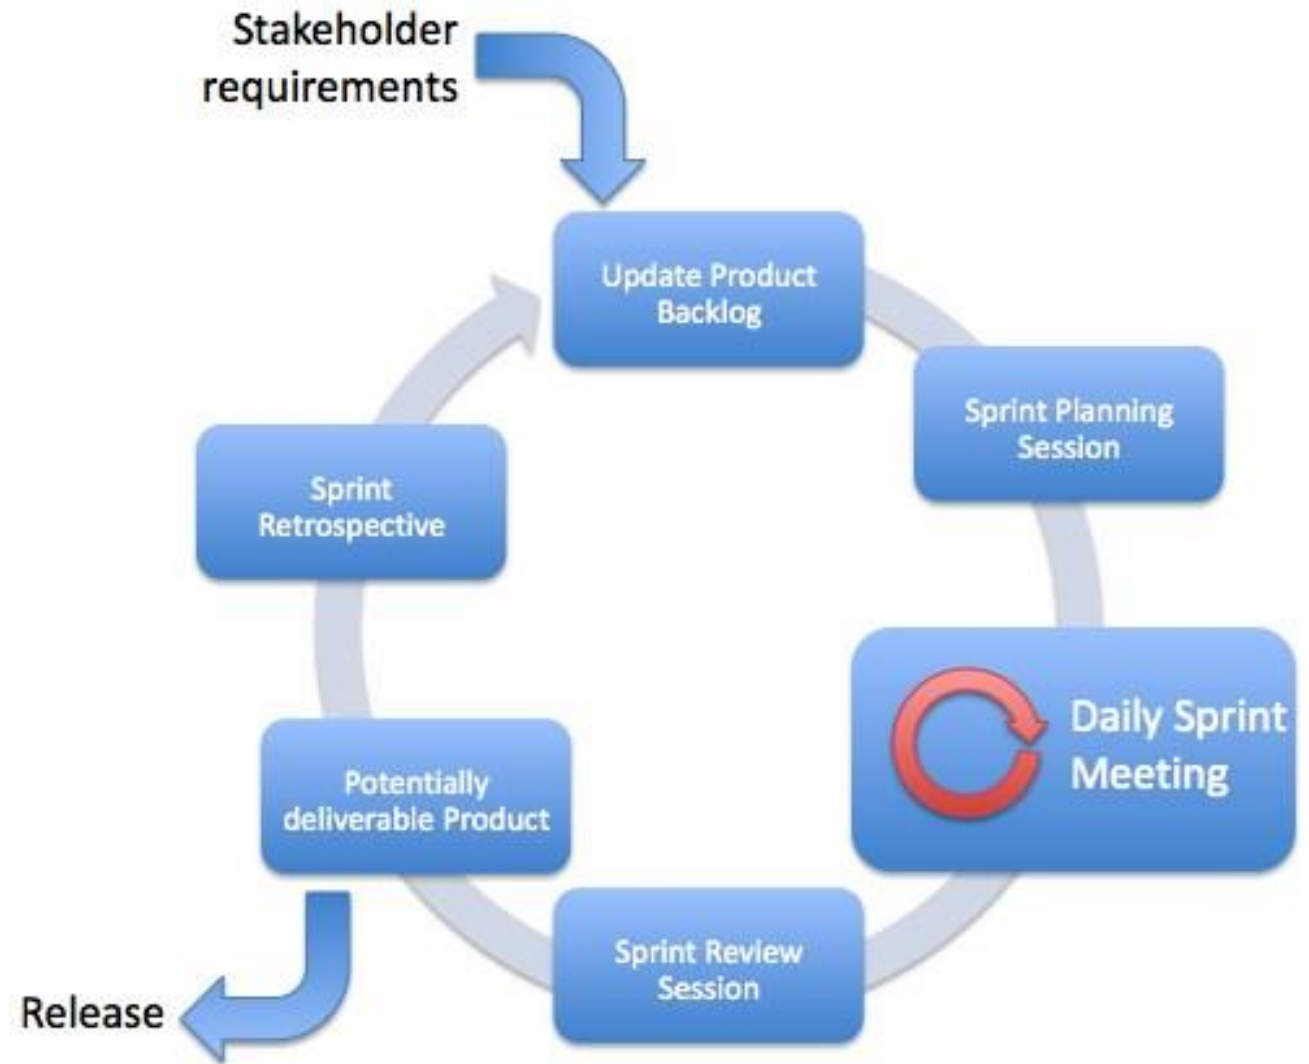 Stakeholder
requirements
Update Product
Backlog
Sprint Planning
Session
Sprint
Retrospective
Daily Sprint
Meeting
Potentially
deliverable Product
Sprint Review
Session
Release